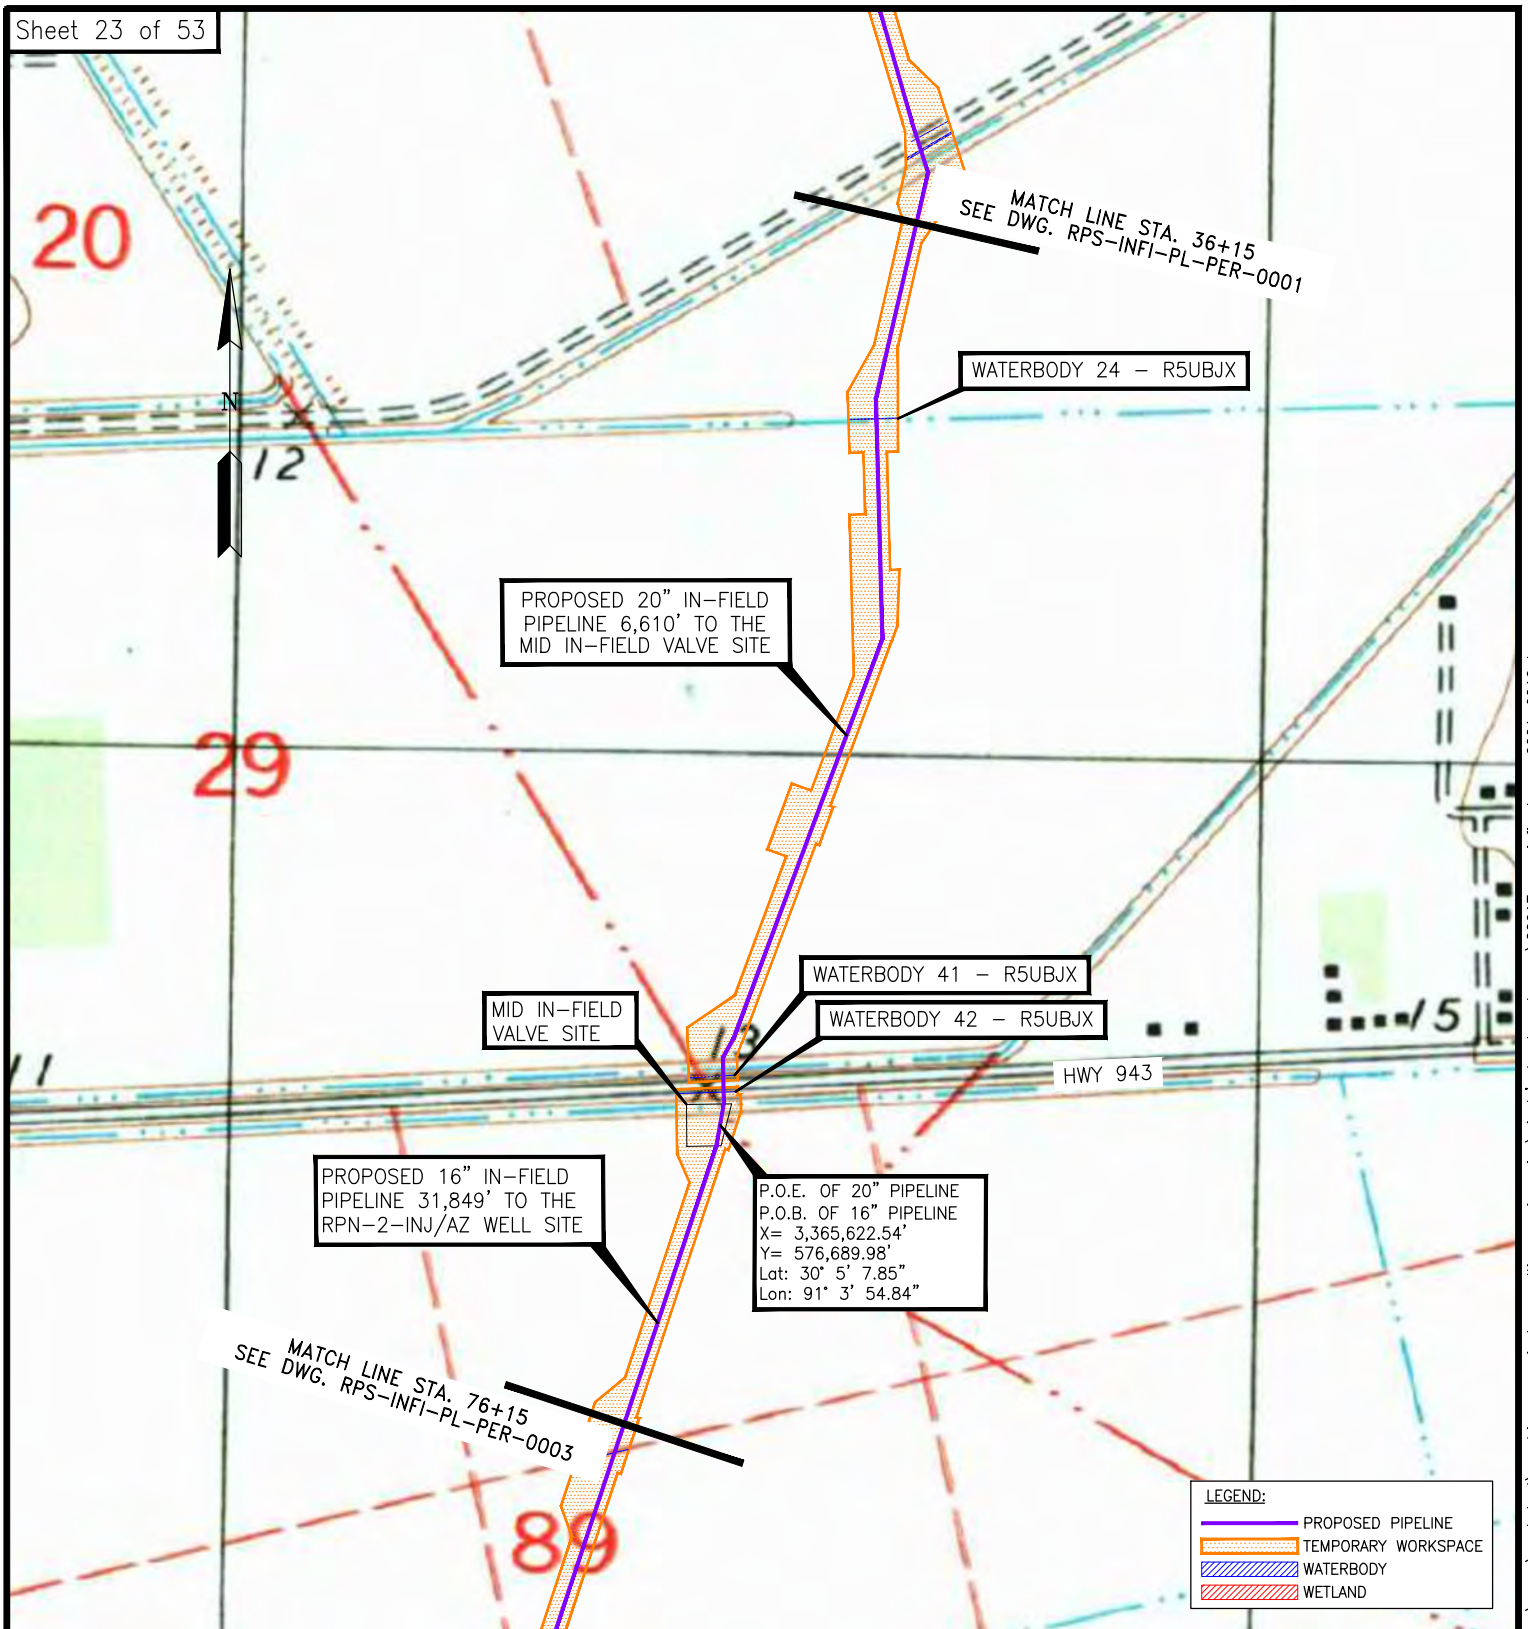 Sheet 23 of 53
20
MATCH LINE STA. 36+15
SEE DWG. RPS-INFI-PL-PER-0001
WATERBODY 24 - R5UBJX
N
12
PROPOSED 20" IN-FIELD
PIPELINE 6,610' TO THE
MID IN-FIELD VALVE SITE
29
WATERBODY 41 - R5UBJX
MID IN-FIELD
VALVE SITE
WATERBODY 42 - R5UBJX
13
15
11
HWY 943
PROPOSED 16" IN-FIELD
PIPELINE 31,849' TO THE
RPN-2-INJ/AZ WELL SITE
P.O.E. OF 20" PIPELINE
P.O.B. OF 16" PIPELINE
X= 3,365,622.54'
Y= 576,689.98'
Lat: 30° 5' 7.85"
Lon: 91° 3' 54.84"
MATCH LINE STA. 76+15
SEE DWG. RPS-INFI-PL-PER-0003
89
LEGEND:
PROPOSED PIPELINE
TEMPORARY WORKSPACE
WATERBODY
WETLAND